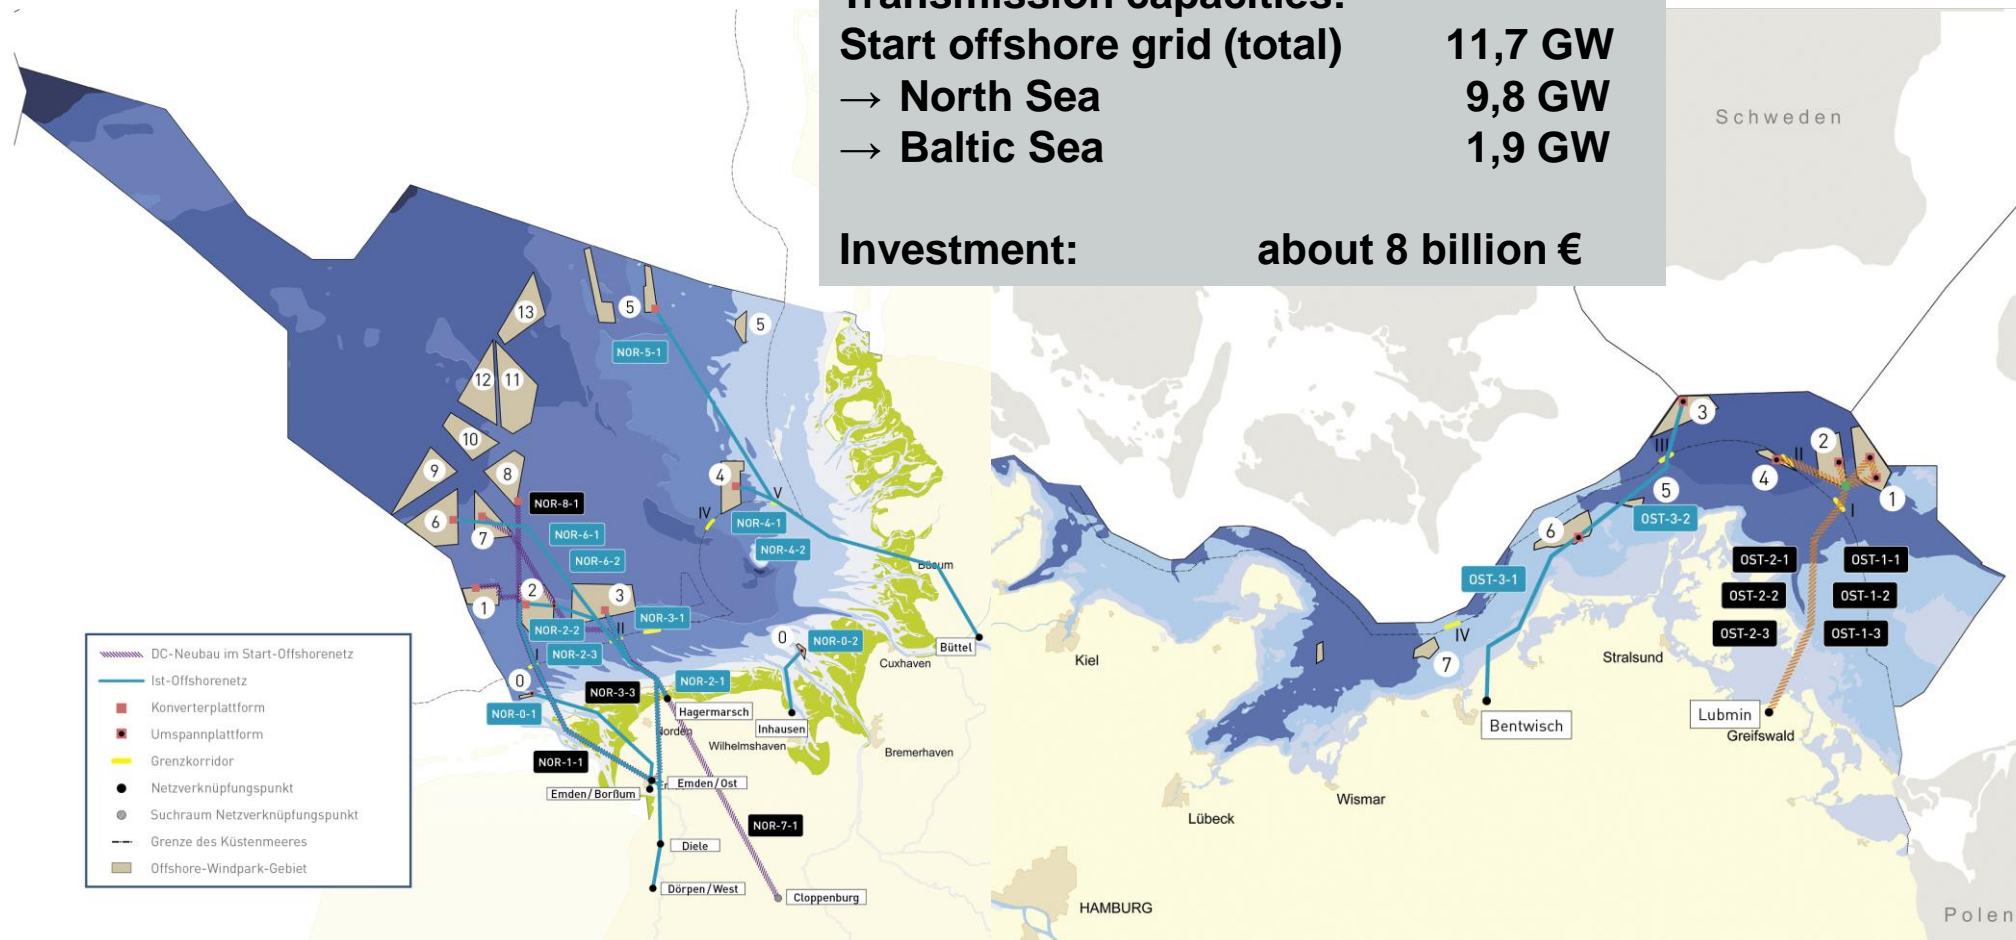 Transmission capacities:
Start offshore grid (total) 11,7 GW
→ North Sea 9,8 GW
→ Baltic Sea 1,9 GW
Investment: about 8 billion €
Schweden
13
5
5
NOR-5-1
12
11
10
9
8
4
V
IV
NOR-8-1
6
7
NOR-6-1
NOR-4-1
NOR-6-2
NOR-4-2
Büsum
1
2
3
NOR-3-1
II
NOR-2-2
0
NOR-0-2
I
NOR-2-3
Büttel
Cuxhaven
0
NOR-3-3
NOR-2-1
NOR-0-1
Hagermarsch
Inhausen
Norden
Wilhelmshaven
Bremerhaven
NOR-1-1
Emden/Ost
Emden/Borßum
NOR-7-1
Diele
Dörpen/West
Cloppenburg
DC-Neubau im Start-Offshorenetz
Ist-Offshorenetz
Konverterplattform
Umspannplattform
Grenzkorridor
Netzverknüpfungspunkt
Suchraum Netzverknüpfungspunkt
Grenze des Küstenmeeres
Offshore-Windpark-Gebiet
3
III
2
II
4
1
5
I
OST-3-2
6
OST-2-1
OST-1-1
OST-3-1
OST-2-2
OST-1-2
IV
OST-2-3
OST-1-3
7
Kiel
Stralsund
Bentwisch
Lubmin
Greifswald
Wismar
Lübeck
HAMBURG
Polen